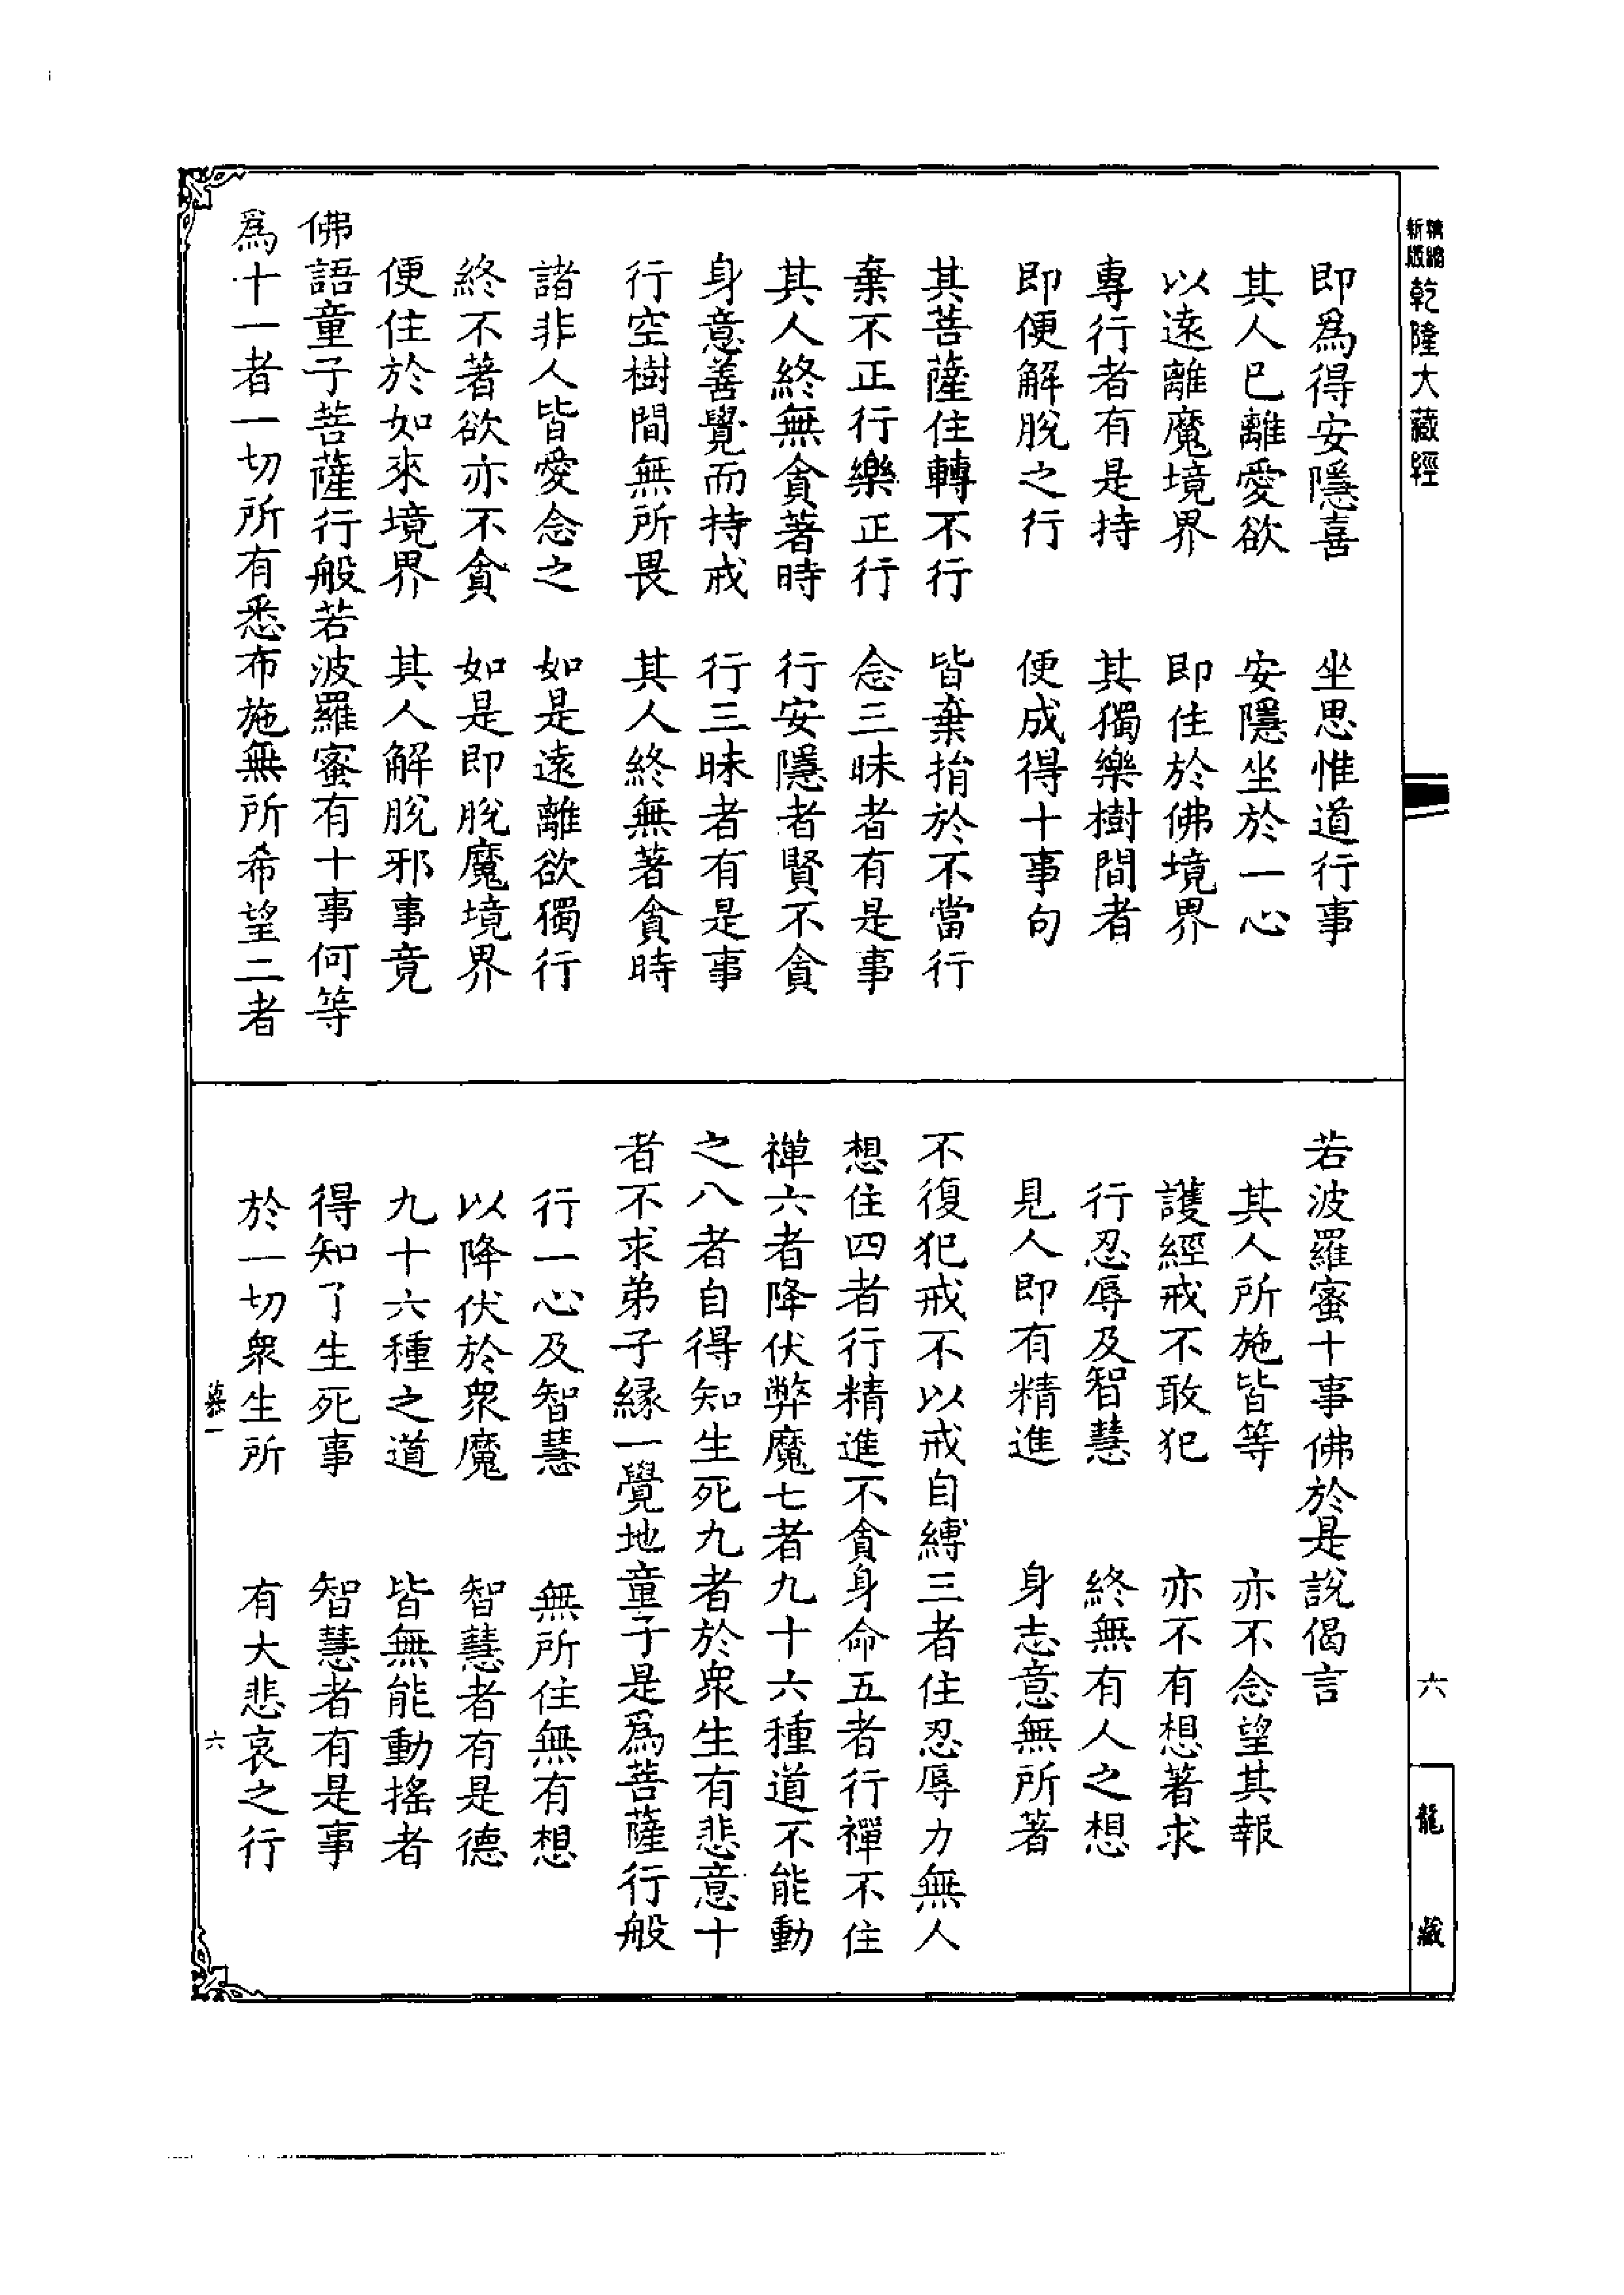 新版精縮乾隆大藏經
即爲得安隱喜　坐思惟道行事
其人已離愛欲　安隱坐於一心
以遠離魔境界　即住於佛境界
專行者有是持　其獨樂樹間者
即便解脫之行　便成得十事句
其菩薩住轉不行　皆棄捐於不當行
棄不正行樂正行　念三昧者有是事
其人終無貪著時　行安隱者賢不貪
身意善覺而持戒　行三昧者有是事
行空樹間無所畏　其人終無著貪時
諸非人皆愛念之　如是遠離欲獨行
終不著欲亦不貪　如是即脫魔境界
便住於如來境界　其人解脫邪事竟
佛語童子菩薩行般若波羅蜜有十事何等
爲十一者一切所有悉布施無所希望二者
不復犯戒不以戒自縛三者住忍辱力無人
想住四者行精進不貪身命五者行禪不住
禪六者降伏弊魔七者九十六種道不能動
之八者自得知生死九者於衆生有悲意十
者不求弟子緣一覺地童子是爲菩薩行般
若波羅蜜十事佛於是說偈言
其人所施皆等　亦不念望其報
護經戒不敢犯　亦不有想著求
行忍辱及智慧　終無有人之想
見人即有精進　身志意無所著
行一心及智慧　無所住無有想
以降伏於衆魔　智慧者有是德
九十六種之道　皆無能動搖者
得知了生死事　智慧者有是事
於一切衆生所　有大悲哀之行
慕一　六
六
龍藏